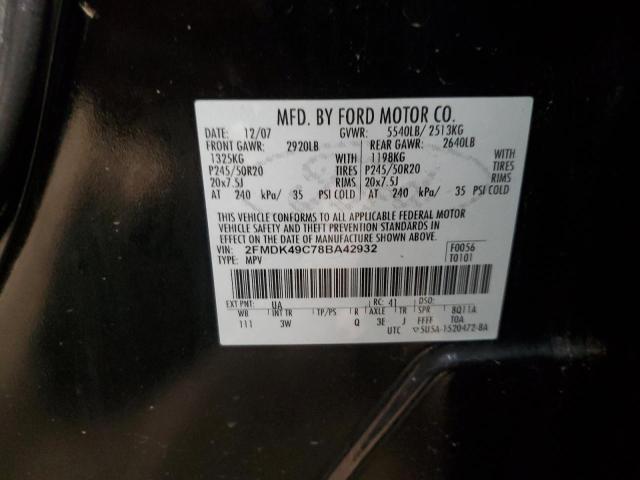 MFD. BY FORD MOTOR CO.
DATE: 12/07 GVWR: 5540LB/ 2513KG
FRONT GAWR: 2920LB REAR GAWR: 2640LB
1325KG WITH 1198KG WITH
P245/50R20 TIRES P245/50R20 TIRES
20x7.5J RIMS 20x7.5J RIMS
AT 240 kPa/ 35 PSI COLD AT 240 kPa/ 35 PSI COLD
THIS VEHICLE CONFORMS TO ALL APPLICABLE FEDERAL MOTOR
VEHICLE SAFETY AND THEFT PREVENTION STANDARDS IN
EFFECT ON THE DATE OF MANUFACTURE SHOWN ABOVE.
VIN: 2FMDK49C78BA42932 F0056
TYPE: MPV T0101
EXT PNT: UA RC: 41 DSO:
WB INT TR TP/PS R AXLE TR SPR 8Q11A
111 3W Q 3E J FFFF T0A
UTC ▽5U5A-1520472-BA